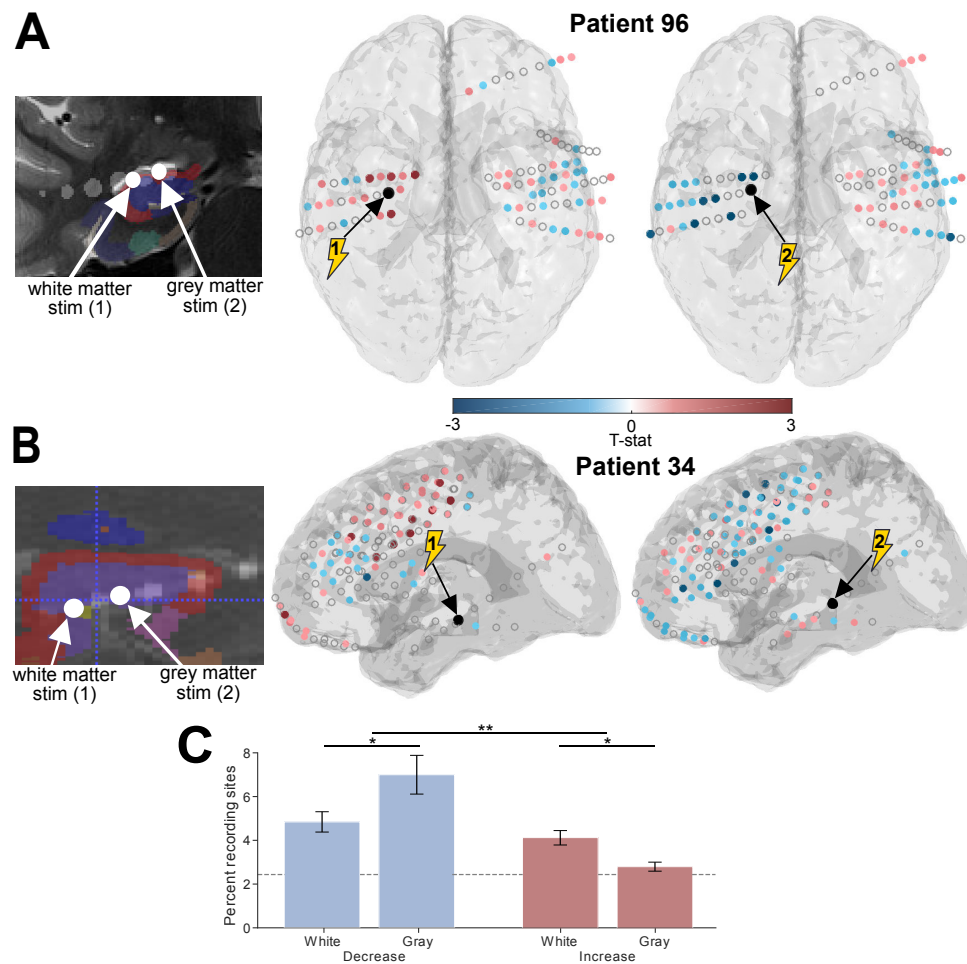 A
Patient 96
1
2
white matter
stim (1)
grey matter
stim (2)
-3
0
3
T-stat
B
Patient 34
1
2
white matter
stim (1)
grey matter
stim (2)
C
**
*
*
Percent recording sites
8
6
4
2
0
White
Gray
White
Gray
Decrease
Increase